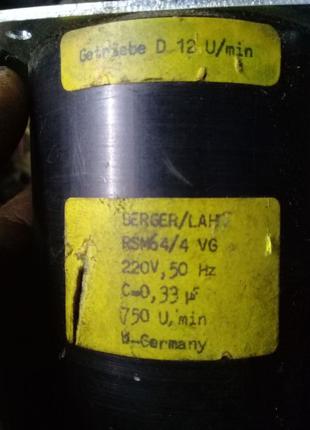 Getriebe D 12 U/min
BERGER/LAHR
RSM64/4 VG
220V, 50 Hz
C=0,33 µF
750 U/min
W-Germany